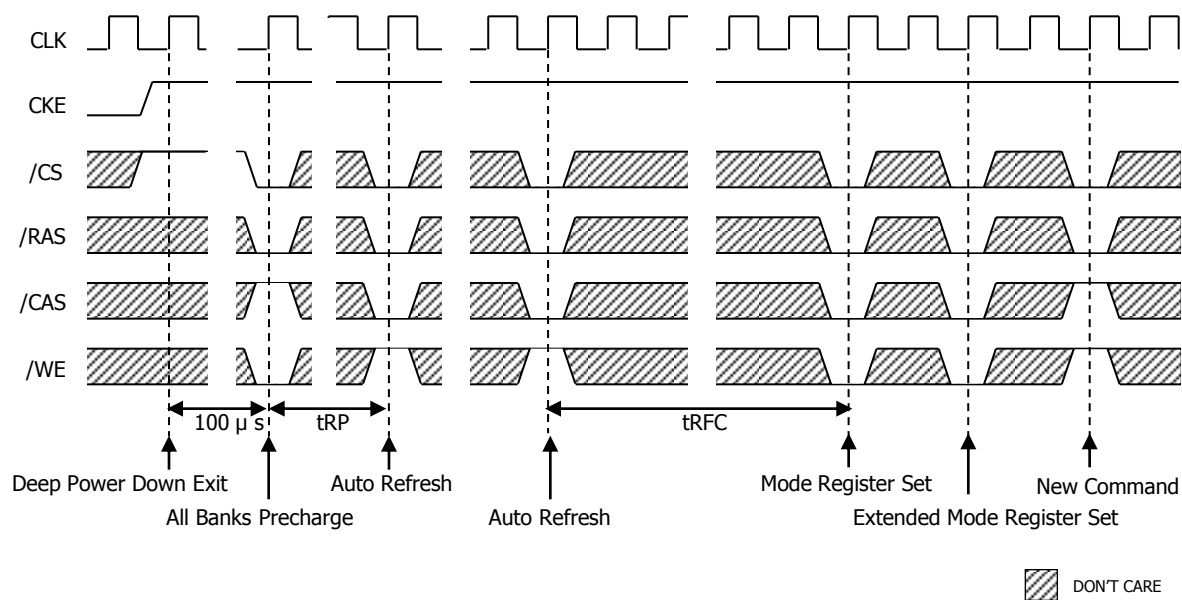 CLK
CKE
/CS
/RAS
/CAS
/WE
100 μ s
tRP
tRFC
Deep Power Down Exit
Auto Refresh
Mode Register Set
New Command
All Banks Precharge
Auto Refresh
Extended Mode Register Set
DON'T CARE